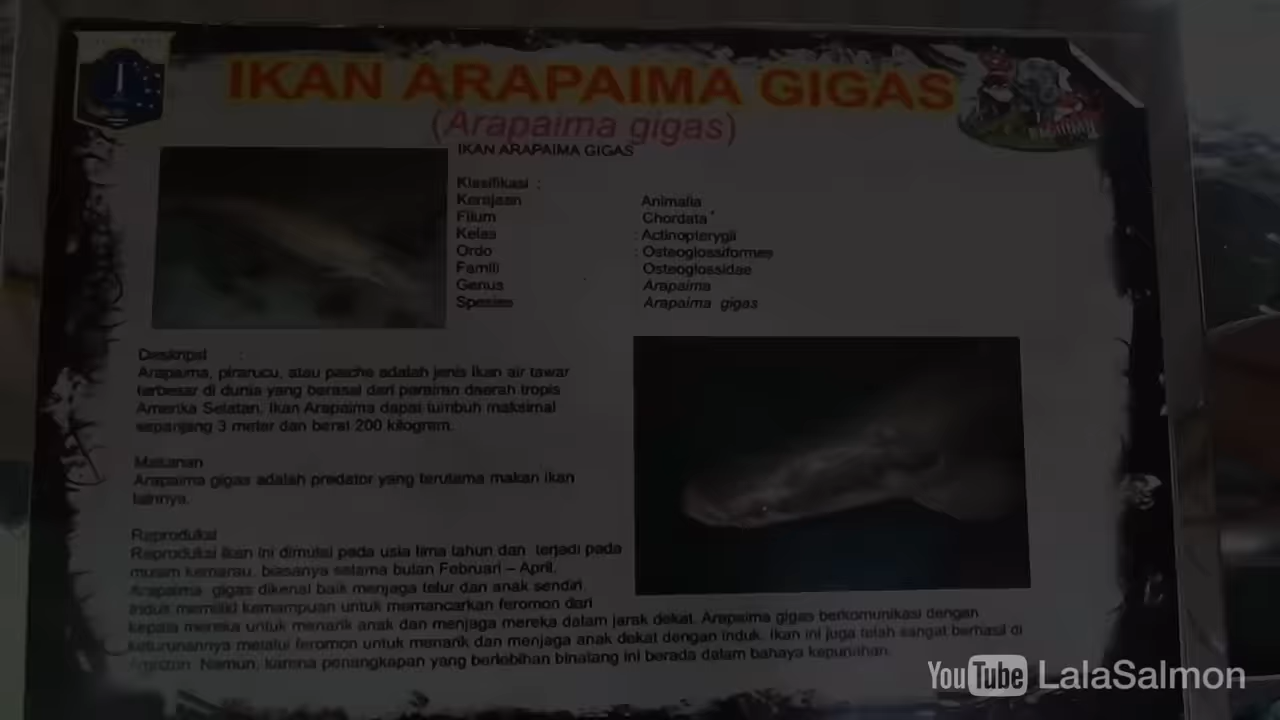 IKAN ARAPAIMA GIGAS
(Arapaima gigas)
IKAN ARAPAIMA GIGAS
Klasifikasi :
Kerajaan Animalia
Filum Chordata
Kelas : Actinopterygii
Ordo : Osteoglossiformes
Famili Osteoglossidae
Genus Arapaima
Spesies Arapaima gigas
Deskripsi :
Arapaima, pirarucu, atau paiche adalah jenis ikan air tawar
terbesar di dunia yang berasal dari perairan daerah tropis
Amerika Selatan. Ikan Arapaima dapat tumbuh maksimal
sepanjang 3 meter dan berat 200 kilogram.
Makanan
Arapaima gigas adalah predator yang terutama makan ikan
lainnya.
Reproduksi
Reproduksi ikan ini dimulai pada usia lima tahun dan terjadi pada
musim kemarau, biasanya selama bulan Februari – April.
Arapaima gigas dikenal baik menjaga telur dan anak sendiri.
Induk memiliki kemampuan untuk memancarkan feromon dari
kepala mereka untuk menarik anak dan menjaga mereka dalam jarak dekat. Arapaima gigas berkomunikasi dengan
keturunannya melalui feromon untuk menarik dan menjaga anak dekat dengan induk. Ikan ini juga telah sangat berhasil di
Namun, karena penangkapan yang berlebihan binatang ini berada dalam bahaya kepunahan.
YouTube LalaSalmon